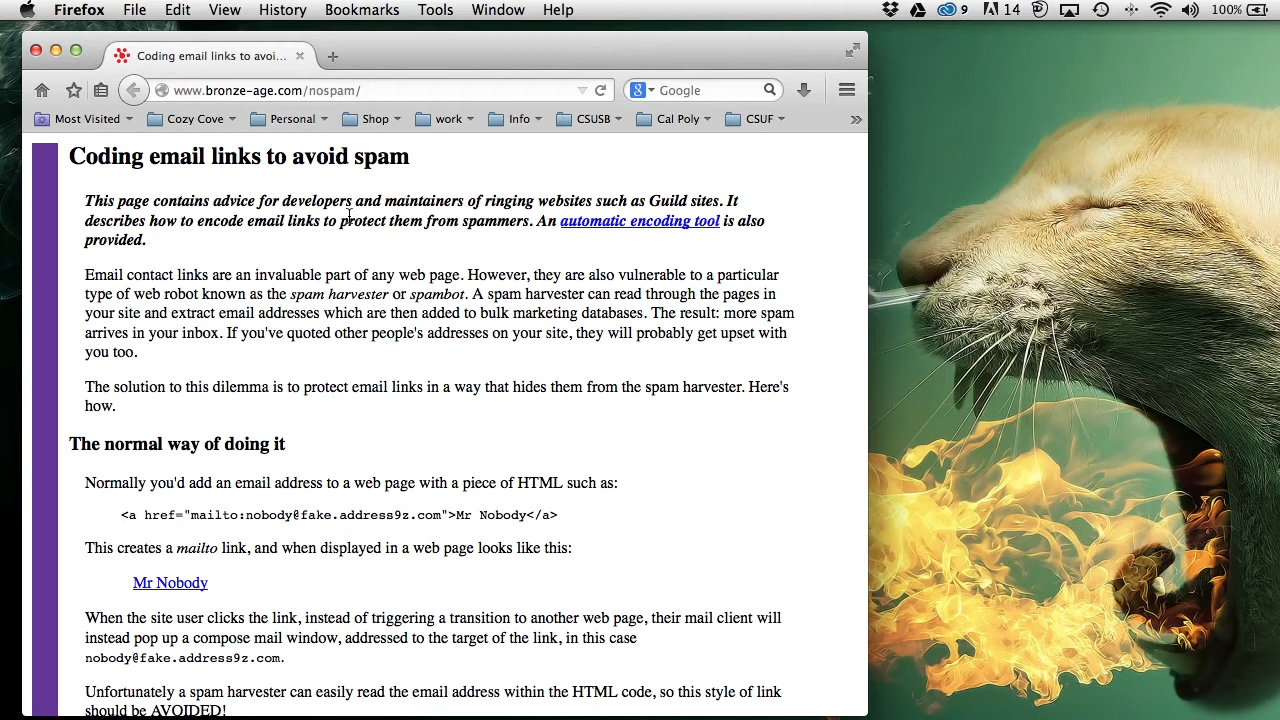 Firefox File Edit View History Bookmarks Tools Window Help 9 14 100%
Coding email links to avoi...
www.bronze-age.com/nospam/ Google
Most Visited Cozy Cove Personal Shop work Info CSUSB Cal Poly CSUF »
Coding email links to avoid spam
This page contains advice for developers and maintainers of ringing websites such as Guild sites. It
describes how to encode email links to protect them from spammers. An automatic encoding tool is also
provided.
Email contact links are an invaluable part of any web page. However, they are also vulnerable to a particular
type of web robot known as the spam harvester or spambot. A spam harvester can read through the pages in
your site and extract email addresses which are then added to bulk marketing databases. The result: more spam
arrives in your inbox. If you've quoted other people's addresses on your site, they will probably get upset with
you too.
The solution to this dilemma is to protect email links in a way that hides them from the spam harvester. Here's
how.
The normal way of doing it
Normally you'd add an email address to a web page with a piece of HTML such as:
<a href="mailto:nobody@fake.address9z.com">Mr Nobody</a>
This creates a mailto link, and when displayed in a web page looks like this:
Mr Nobody
When the site user clicks the link, instead of triggering a transition to another web page, their mail client will
instead pop up a compose mail window, addressed to the target of the link, in this case
nobody@fake.address9z.com.
Unfortunately a spam harvester can easily read the email address within the HTML code, so this style of link
should be AVOIDED!